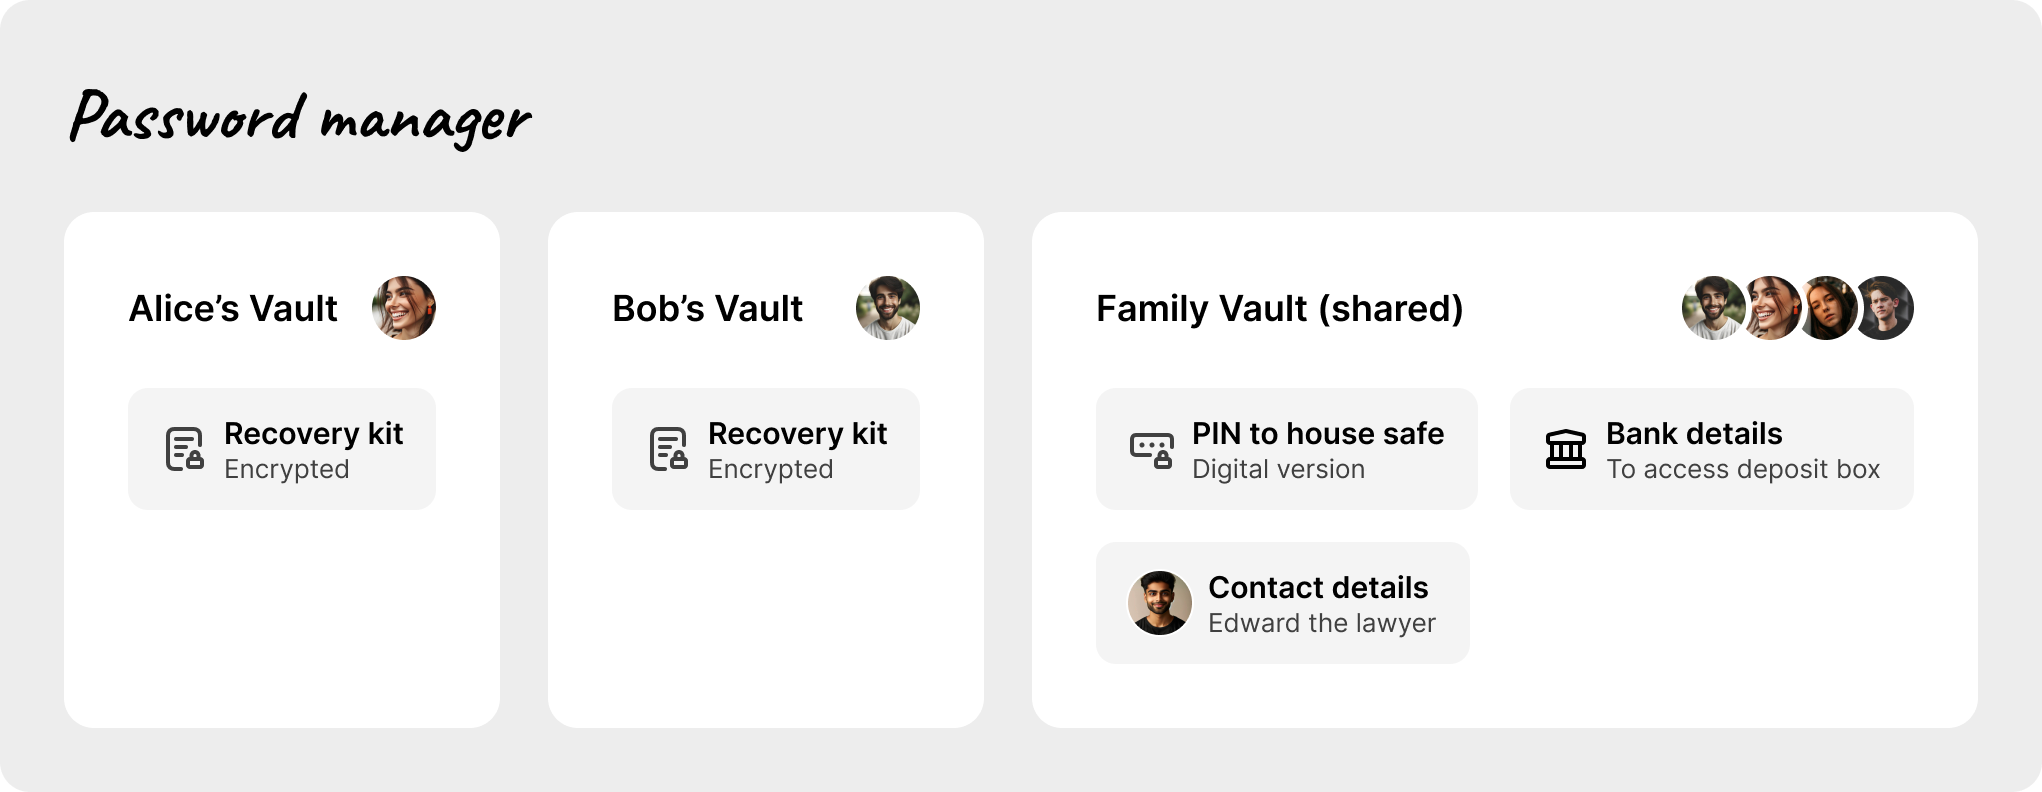 Password manager
Alice’s Vault
Recovery kit
Encrypted
Bob’s Vault
Recovery kit
Encrypted
Family Vault (shared)
PIN to house safe
Digital version
Bank details
To access deposit box
Contact details
Edward the lawyer